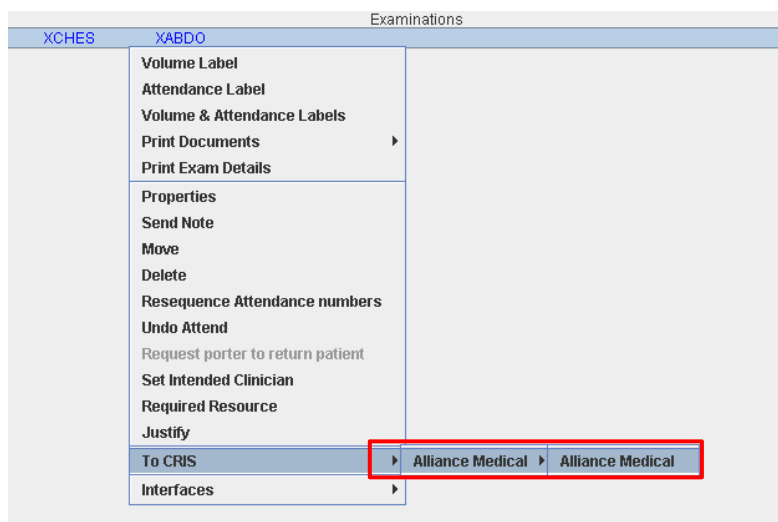 Examinations
XCHES XABDO
Volume Label
Attendance Label
Volume & Attendance Labels
Print Documents
Print Exam Details
Properties
Send Note
Move
Delete
Resequence Attendance numbers
Undo Attend
Request porter to return patient
Set Intended Clinician
Required Resource
Justify
To CRIS Alliance Medical Alliance Medical
Interfaces